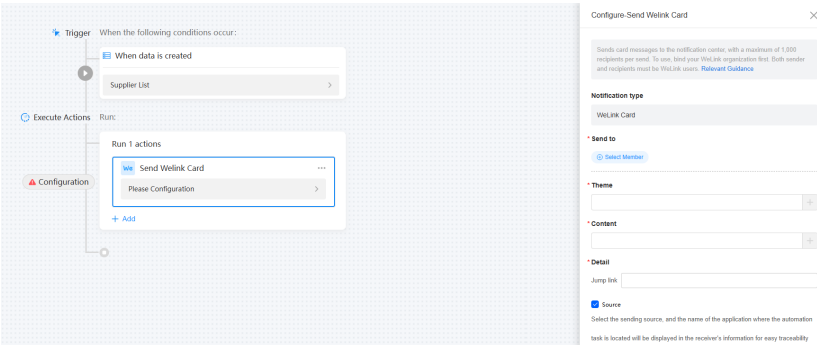 Trigger
When the following conditions occur:
When data is created
Supplier List
Execute Actions
Run:
Run 1 actions
We Send Welink Card
Please Configuration
Configuration
+ Add
Configure-Send Welink Card
Sends card messages to the notification center, with a maximum of 1,000
recipients per send. To use, bind your WeLink organization first. Both sender
and recipients must be WeLink users. Relevant Guidance
Notification type
WeLink Card
* Send to
Select Member
* Theme
* Content
* Detail
Jump link
Source
Select the sending source, and the name of the application where the automation
task is located will be displayed in the receiver's information for easy traceability